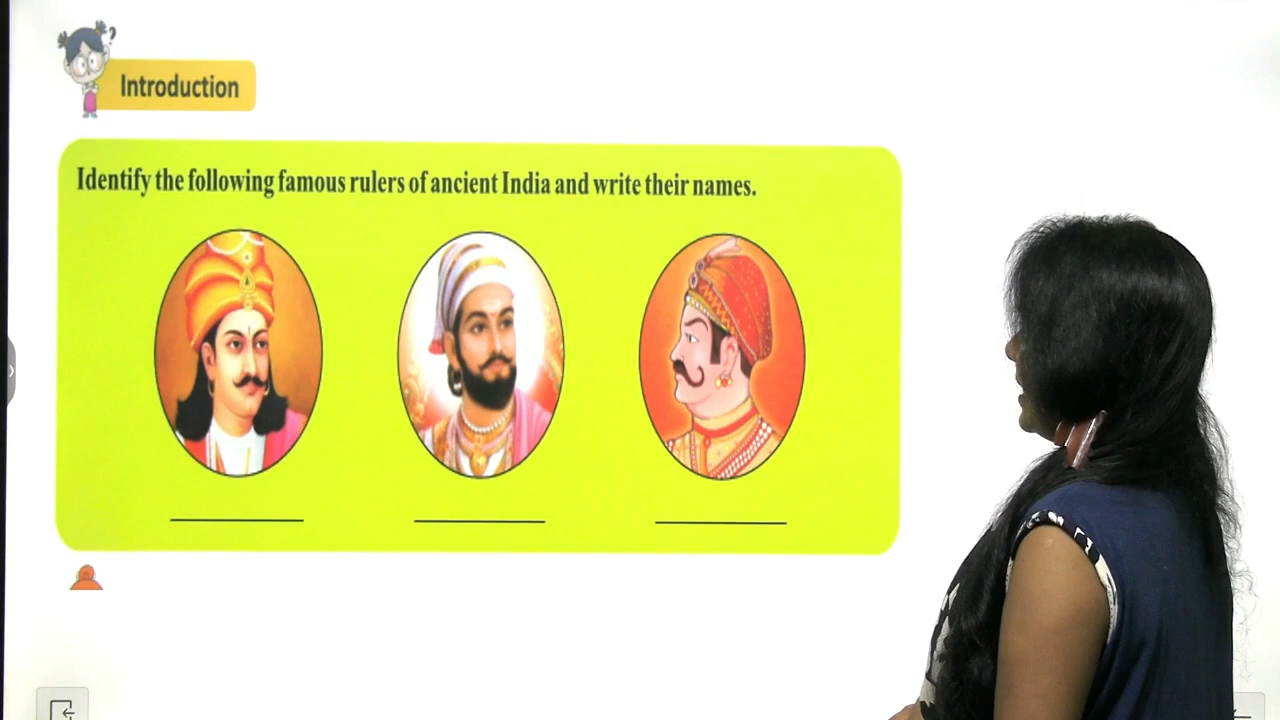 Introduction
Identify the following famous rulers of ancient India and write their names.